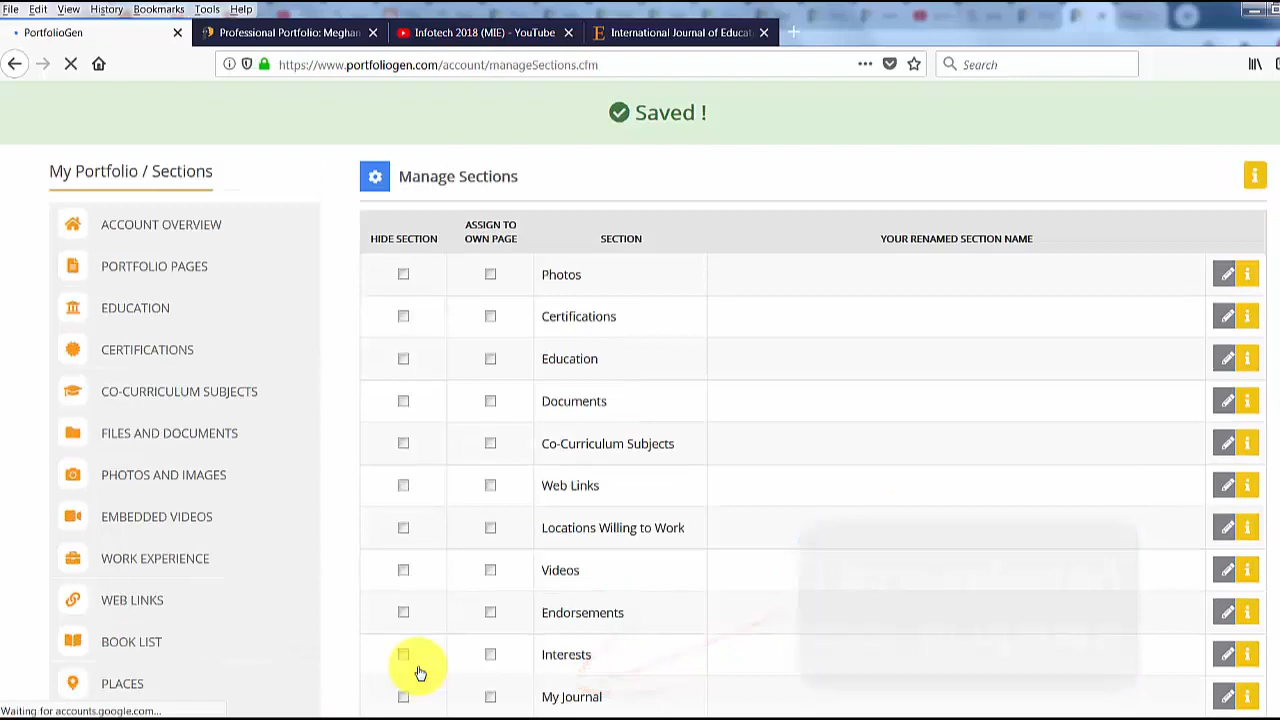 File Edit View History Bookmarks Tools Help
PortfolioGen
Professional Portfolio: Meghan
Infotech 2018 (MIE) - YouTube
International Journal of Educat
https://www.portfoliogen.com/account/manageSections.cfm
Search
Saved !
My Portfolio / Sections
ACCOUNT OVERVIEW
PORTFOLIO PAGES
EDUCATION
CERTIFICATIONS
CO-CURRICULUM SUBJECTS
FILES AND DOCUMENTS
PHOTOS AND IMAGES
EMBEDDED VIDEOS
WORK EXPERIENCE
WEB LINKS
BOOK LIST
PLACES
Manage Sections
HIDE SECTION
ASSIGN TO
OWN PAGE
SECTION
YOUR RENAMED SECTION NAME
Photos
Certifications
Education
Documents
Co-Curriculum Subjects
Web Links
Locations Willing to Work
Videos
Endorsements
Interests
My Journal
Waiting for accounts.google.com...